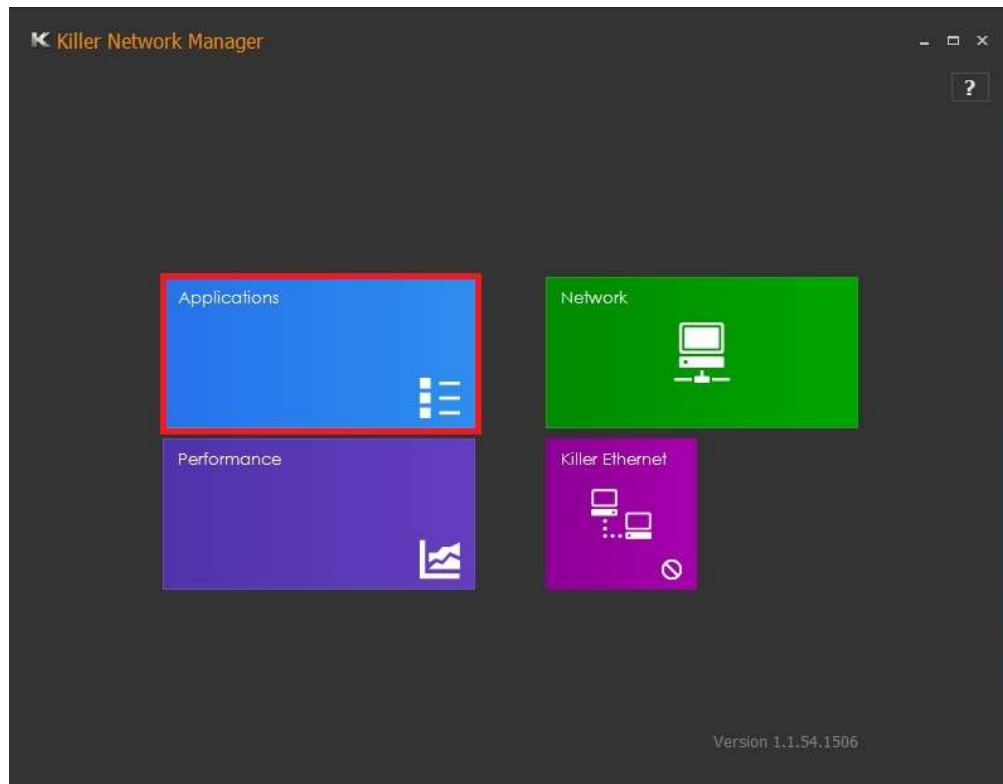 Killer Network Manager
?
Applications
Network
Performance
Killer Ethernet
Version 1.1.54.1506